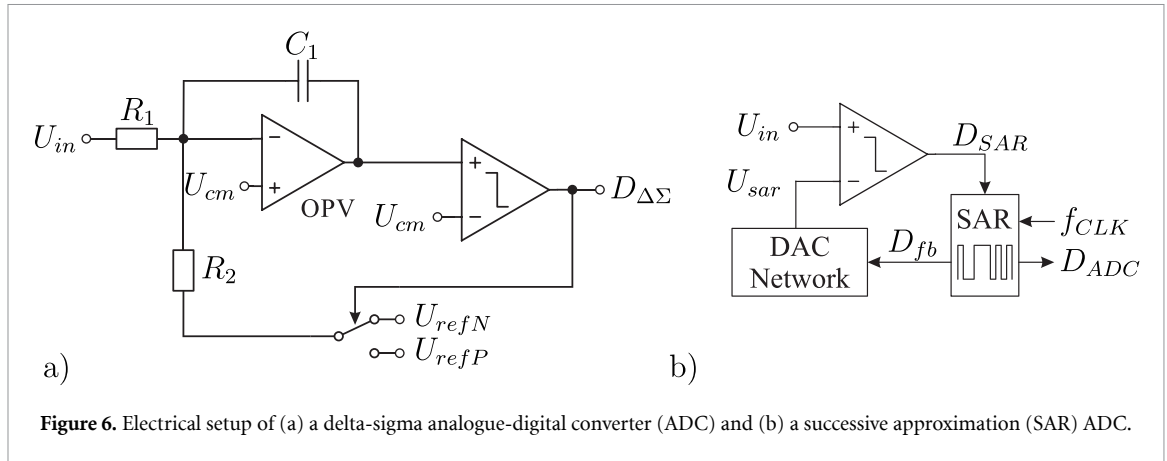 C1
R1
Uin
−
Ucm
+
OPV
+
Ucm
−
DΔΣ
R2
UrefN
UrefP
a)
Uin
+
−
DSAR
Usar
SAR
fCLK
DAC
Network
Dfb
DADC
b)
Figure 6. Electrical setup of (a) a delta-sigma analogue-digital converter (ADC) and (b) a successive approximation (SAR) ADC.